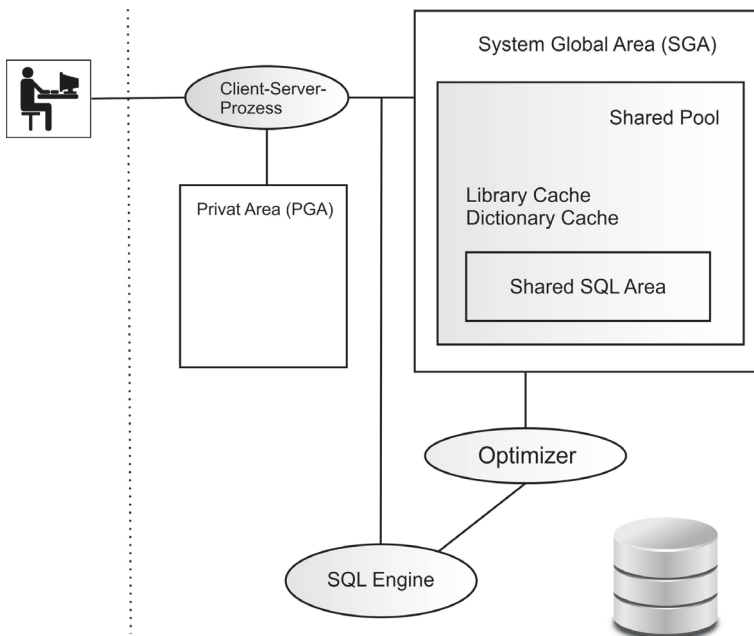 System Global Area (SGA)
Client-Server-
Prozess
Shared Pool
Privat Area (PGA)
Library Cache
Dictionary Cache
Shared SQL Area
Optimizer
SQL Engine